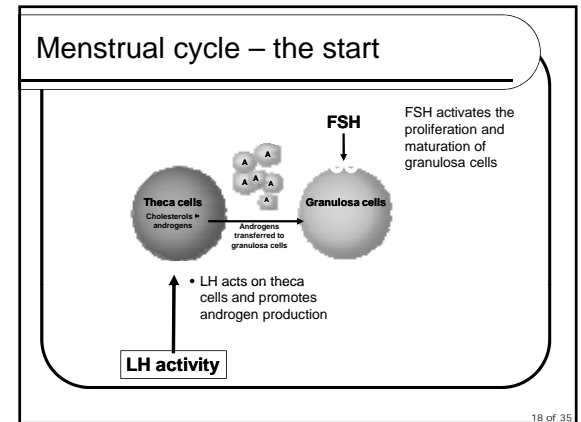 Menstrual cycle – the start
FSH
FSH activates the
proliferation and
maturation of
granulosa cells
A
A
A
A
A
A
Theca cells
Cholesterols ►
androgens
Androgens
transferred to
granulosa cells
Granulosa cells
• LH acts on theca
cells and promotes
androgen production
LH activity
18 of 35